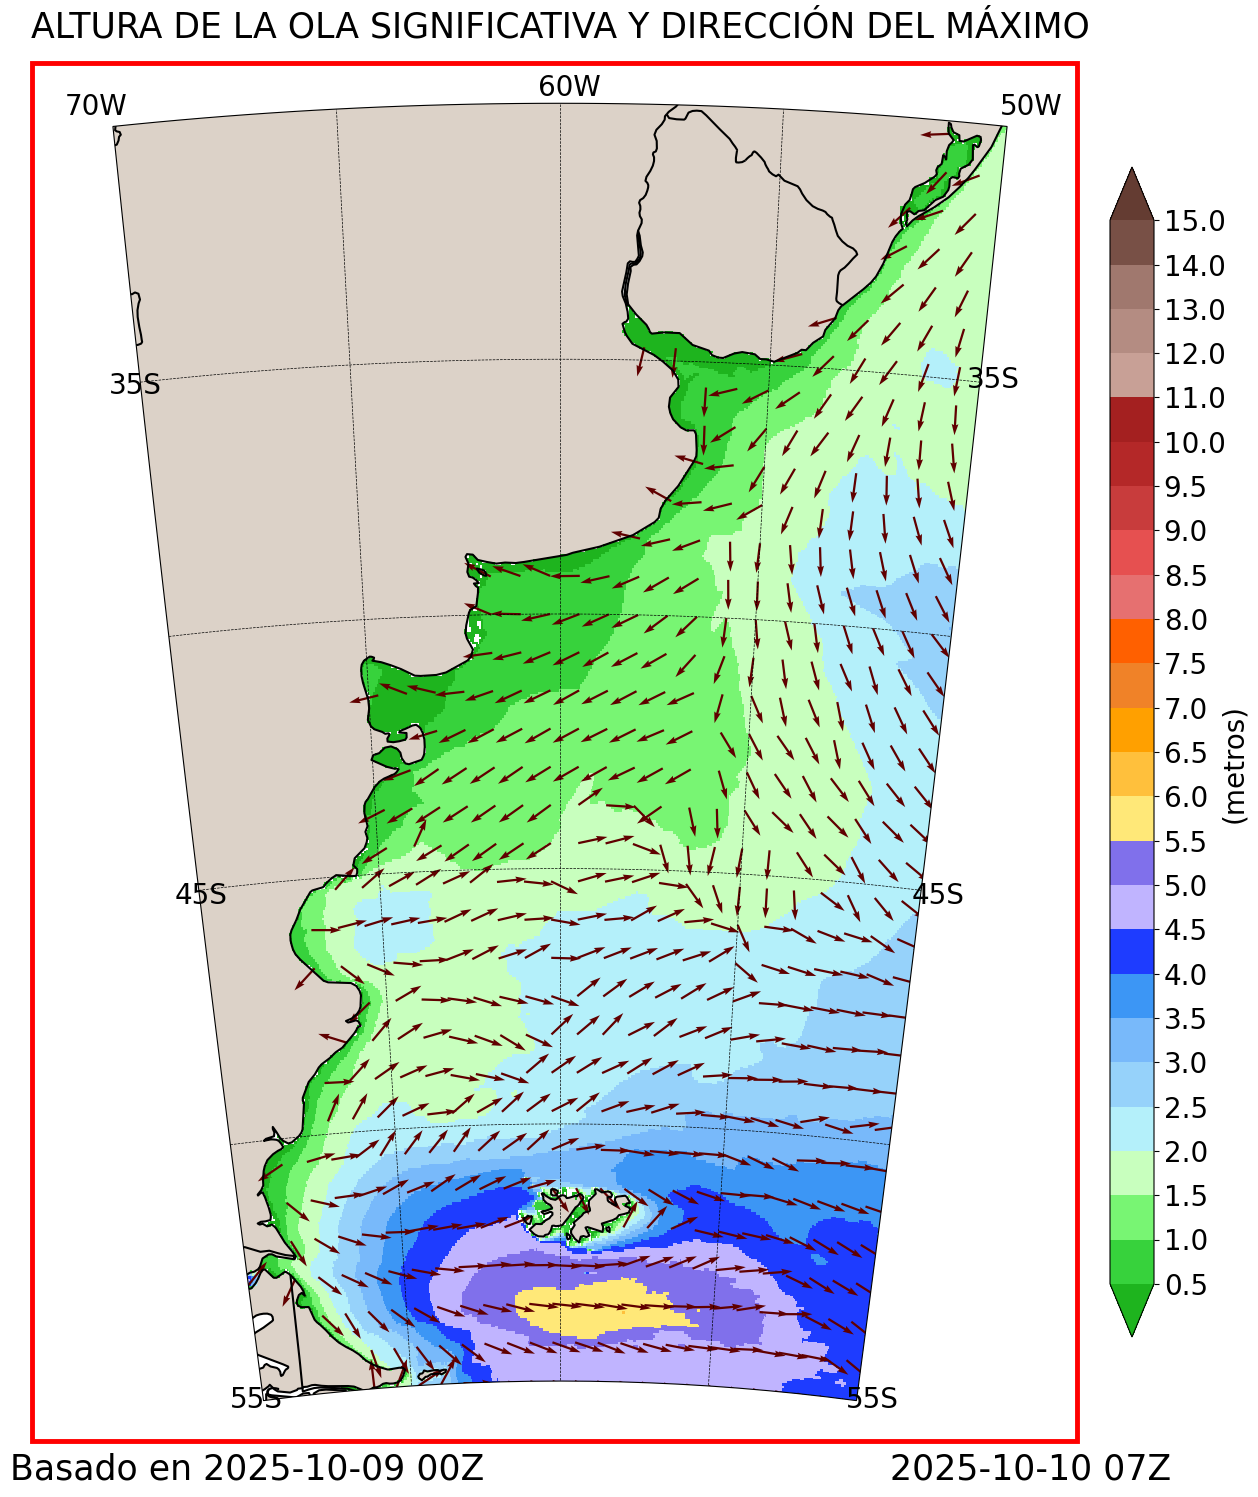 ALTURA DE LA OLA SIGNIFICATIVA Y DIRECCIÓN DEL MÁXIMO
70W
60W
50W
35S
35S
45S
45S
55S
55S
15.0
14.0
13.0
12.0
11.0
10.0
9.5
9.0
8.5
8.0
7.5
7.0
6.5
6.0
5.5
5.0
4.5
4.0
3.5
3.0
2.5
2.0
1.5
1.0
0.5
(metros)
Basado en 2025-10-09 00Z
2025-10-10 07Z